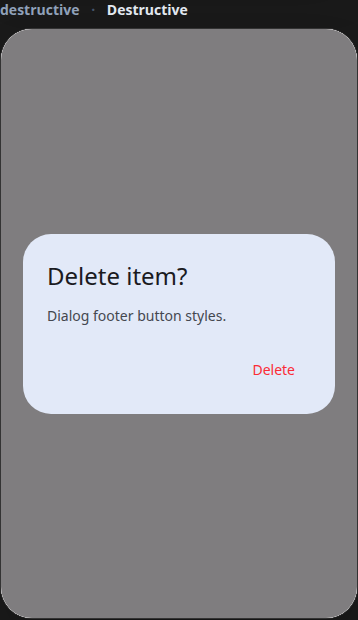 destructive · Destructive
Delete item?
Dialog footer button styles.
Delete